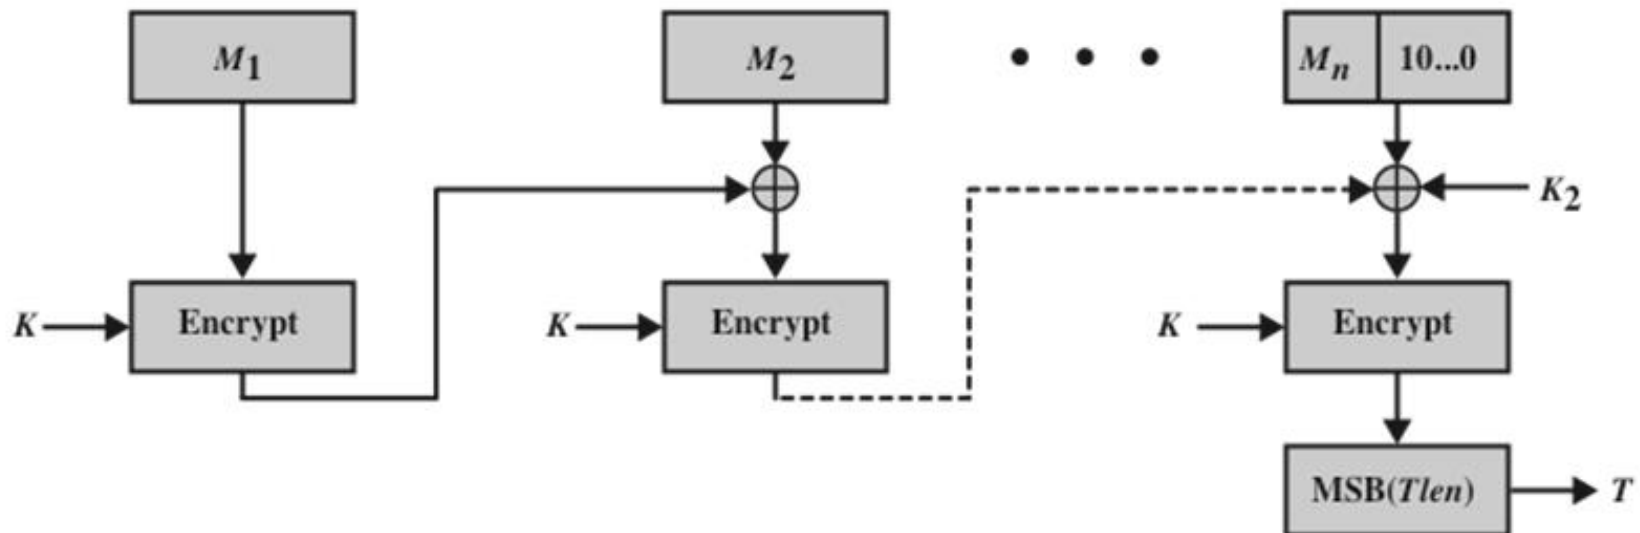 M1 M2 Mn 10...0
K2
K Encrypt K Encrypt K Encrypt
MSB(Tlen) T